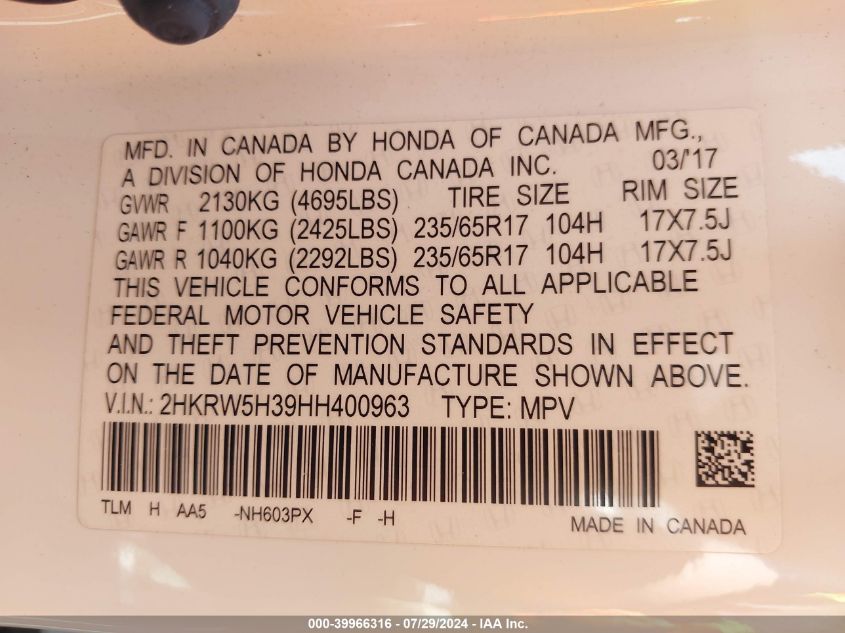 MFD. IN CANADA BY HONDA OF CANADA MFG.,
A DIVISION OF HONDA CANADA INC. 03/'17
GVWR 2130KG (4695LBS) TIRE SIZE RIM SIZE
GAWR F 1100KG (2425LBS) 235/65R17 104H 17X7.5J
GAWR R 1040KG (2292LBS) 235/65R17 104H 17X7.5J
THIS VEHICLE CONFORMS TO ALL APPLICABLE
FEDERAL MOTOR VEHICLE SAFETY
AND THEFT PREVENTION STANDARDS IN EFFECT
ON THE DATE OF MANUFACTURE SHOWN ABOVE.
V.I.N.: 2HKRW5H39HH400963 TYPE: MPV
TLM H AA5 -NH603PX -F -H
MADE IN CANADA
000-39966316 / 07/29/2024 - IAA Inc.